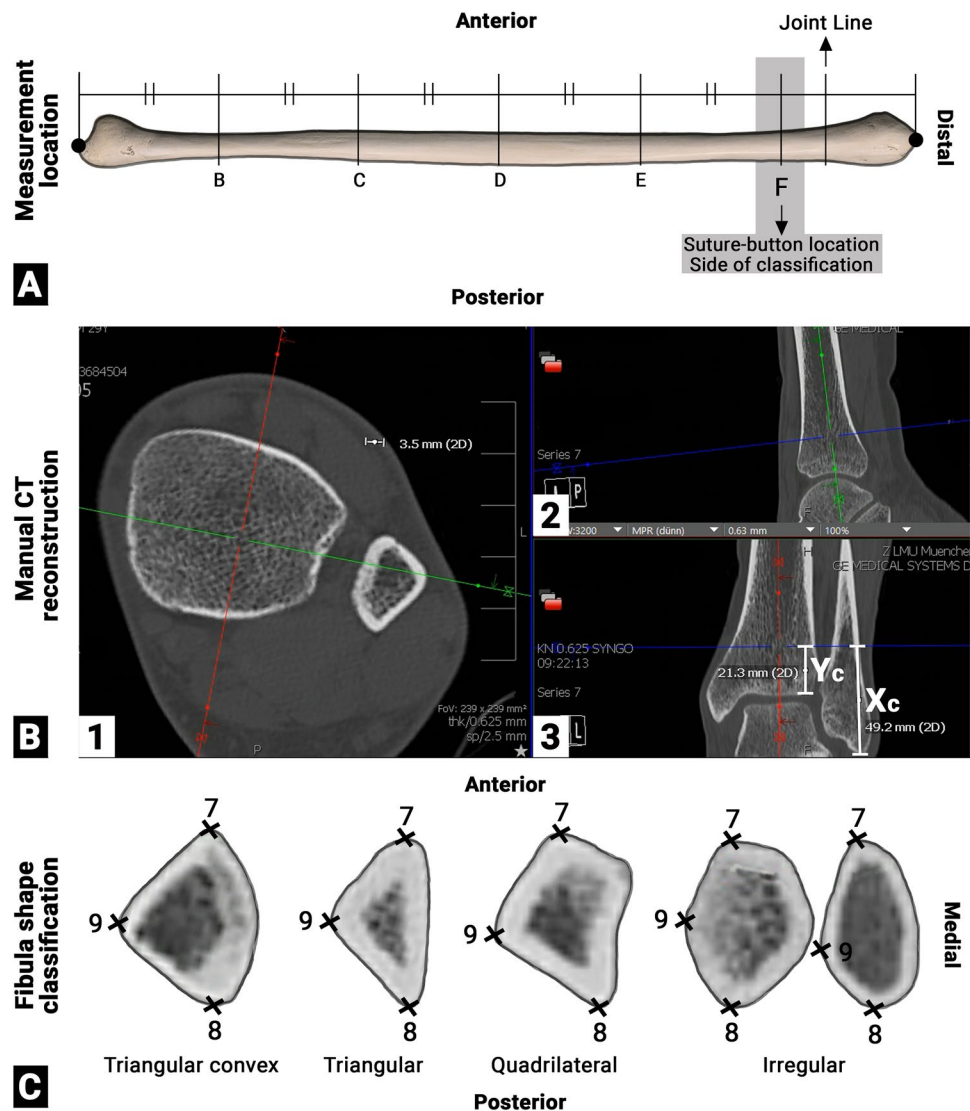 Anterior
Joint Line
Measurement
location
Distal
B
C
D
E
F
Suture-button location
Side of classification
A
Posterior
Manual CT
reconstruction
3684504
3.5 mm (2D)
L
FoV: 239 x 239 mm²
thk/0.625 mm
sp/2.5 mm
P
B
1
GE MEDICAL
Series 7
P
F
2
:3200
MPR (dünn)
0.63 mm
100%
H
Z LMU Muenchen
GE MEDICAL SYSTEMS D
KN 0.625 SYNGO
09:22:13
21.3 mm (2D)
Yc
Xc
Series 7
49.2 mm (2D)
3
L
F
Anterior
Fibula shape
classification
Medial
7
7
7
7
7
9
9
9
9
9
8
8
8
8
8
Triangular convex
Triangular
Quadrilateral
Irregular
C
Posterior